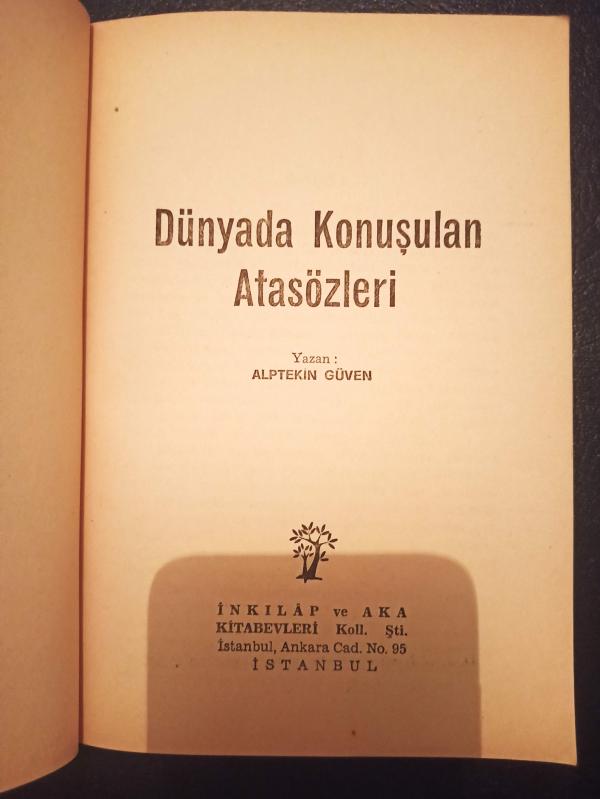 Dünyada Konuşulan
Atasözleri
Yazan :
ALPTEKİN GÜVEN
İNKILÂP ve AKA
KİTABEVLERİ Koll. Şti.
İstanbul, Ankara Cad. No. 95
İSTANBUL